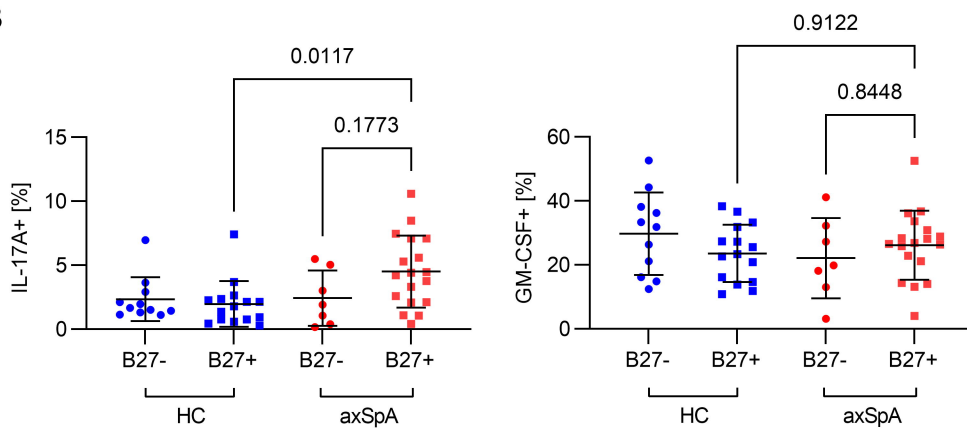 0.0117
0.1773
15
10
5
0
IL-17A+ [%]
B27- B27+ B27- B27+
HC axSpA
0.9122
0.8448
60
40
20
0
GM-CSF+ [%]
B27- B27+ B27- B27+
HC axSpA